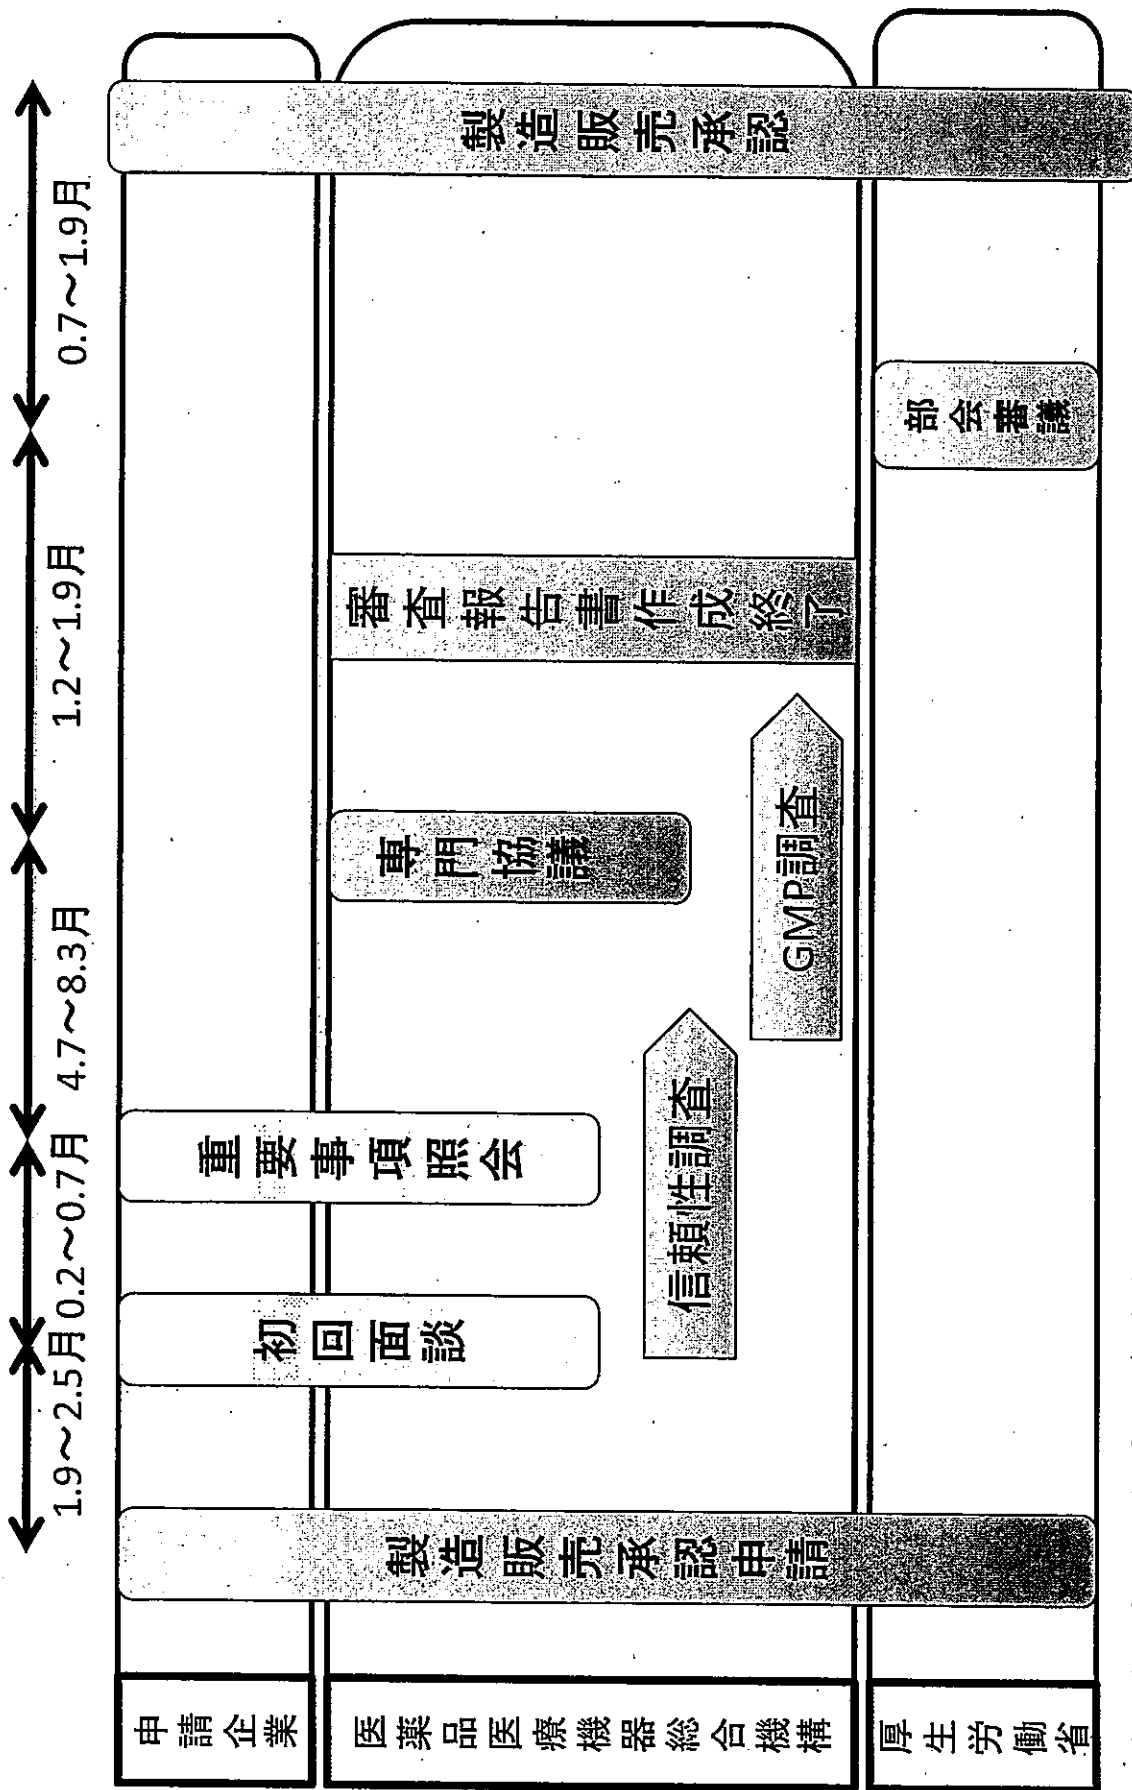 1.9～2.5月
0.2～0.7月
4.7～8.3月
1.2～1.9月
0.7～1.9月
申請企業
医薬品医療機器総合機構
厚生労働省
製造販売承認申請
初回面談
重要事項照会
信頼性調査
専門協議
GMP調査
審査報告書作成終了
部会審議
製造販売承認